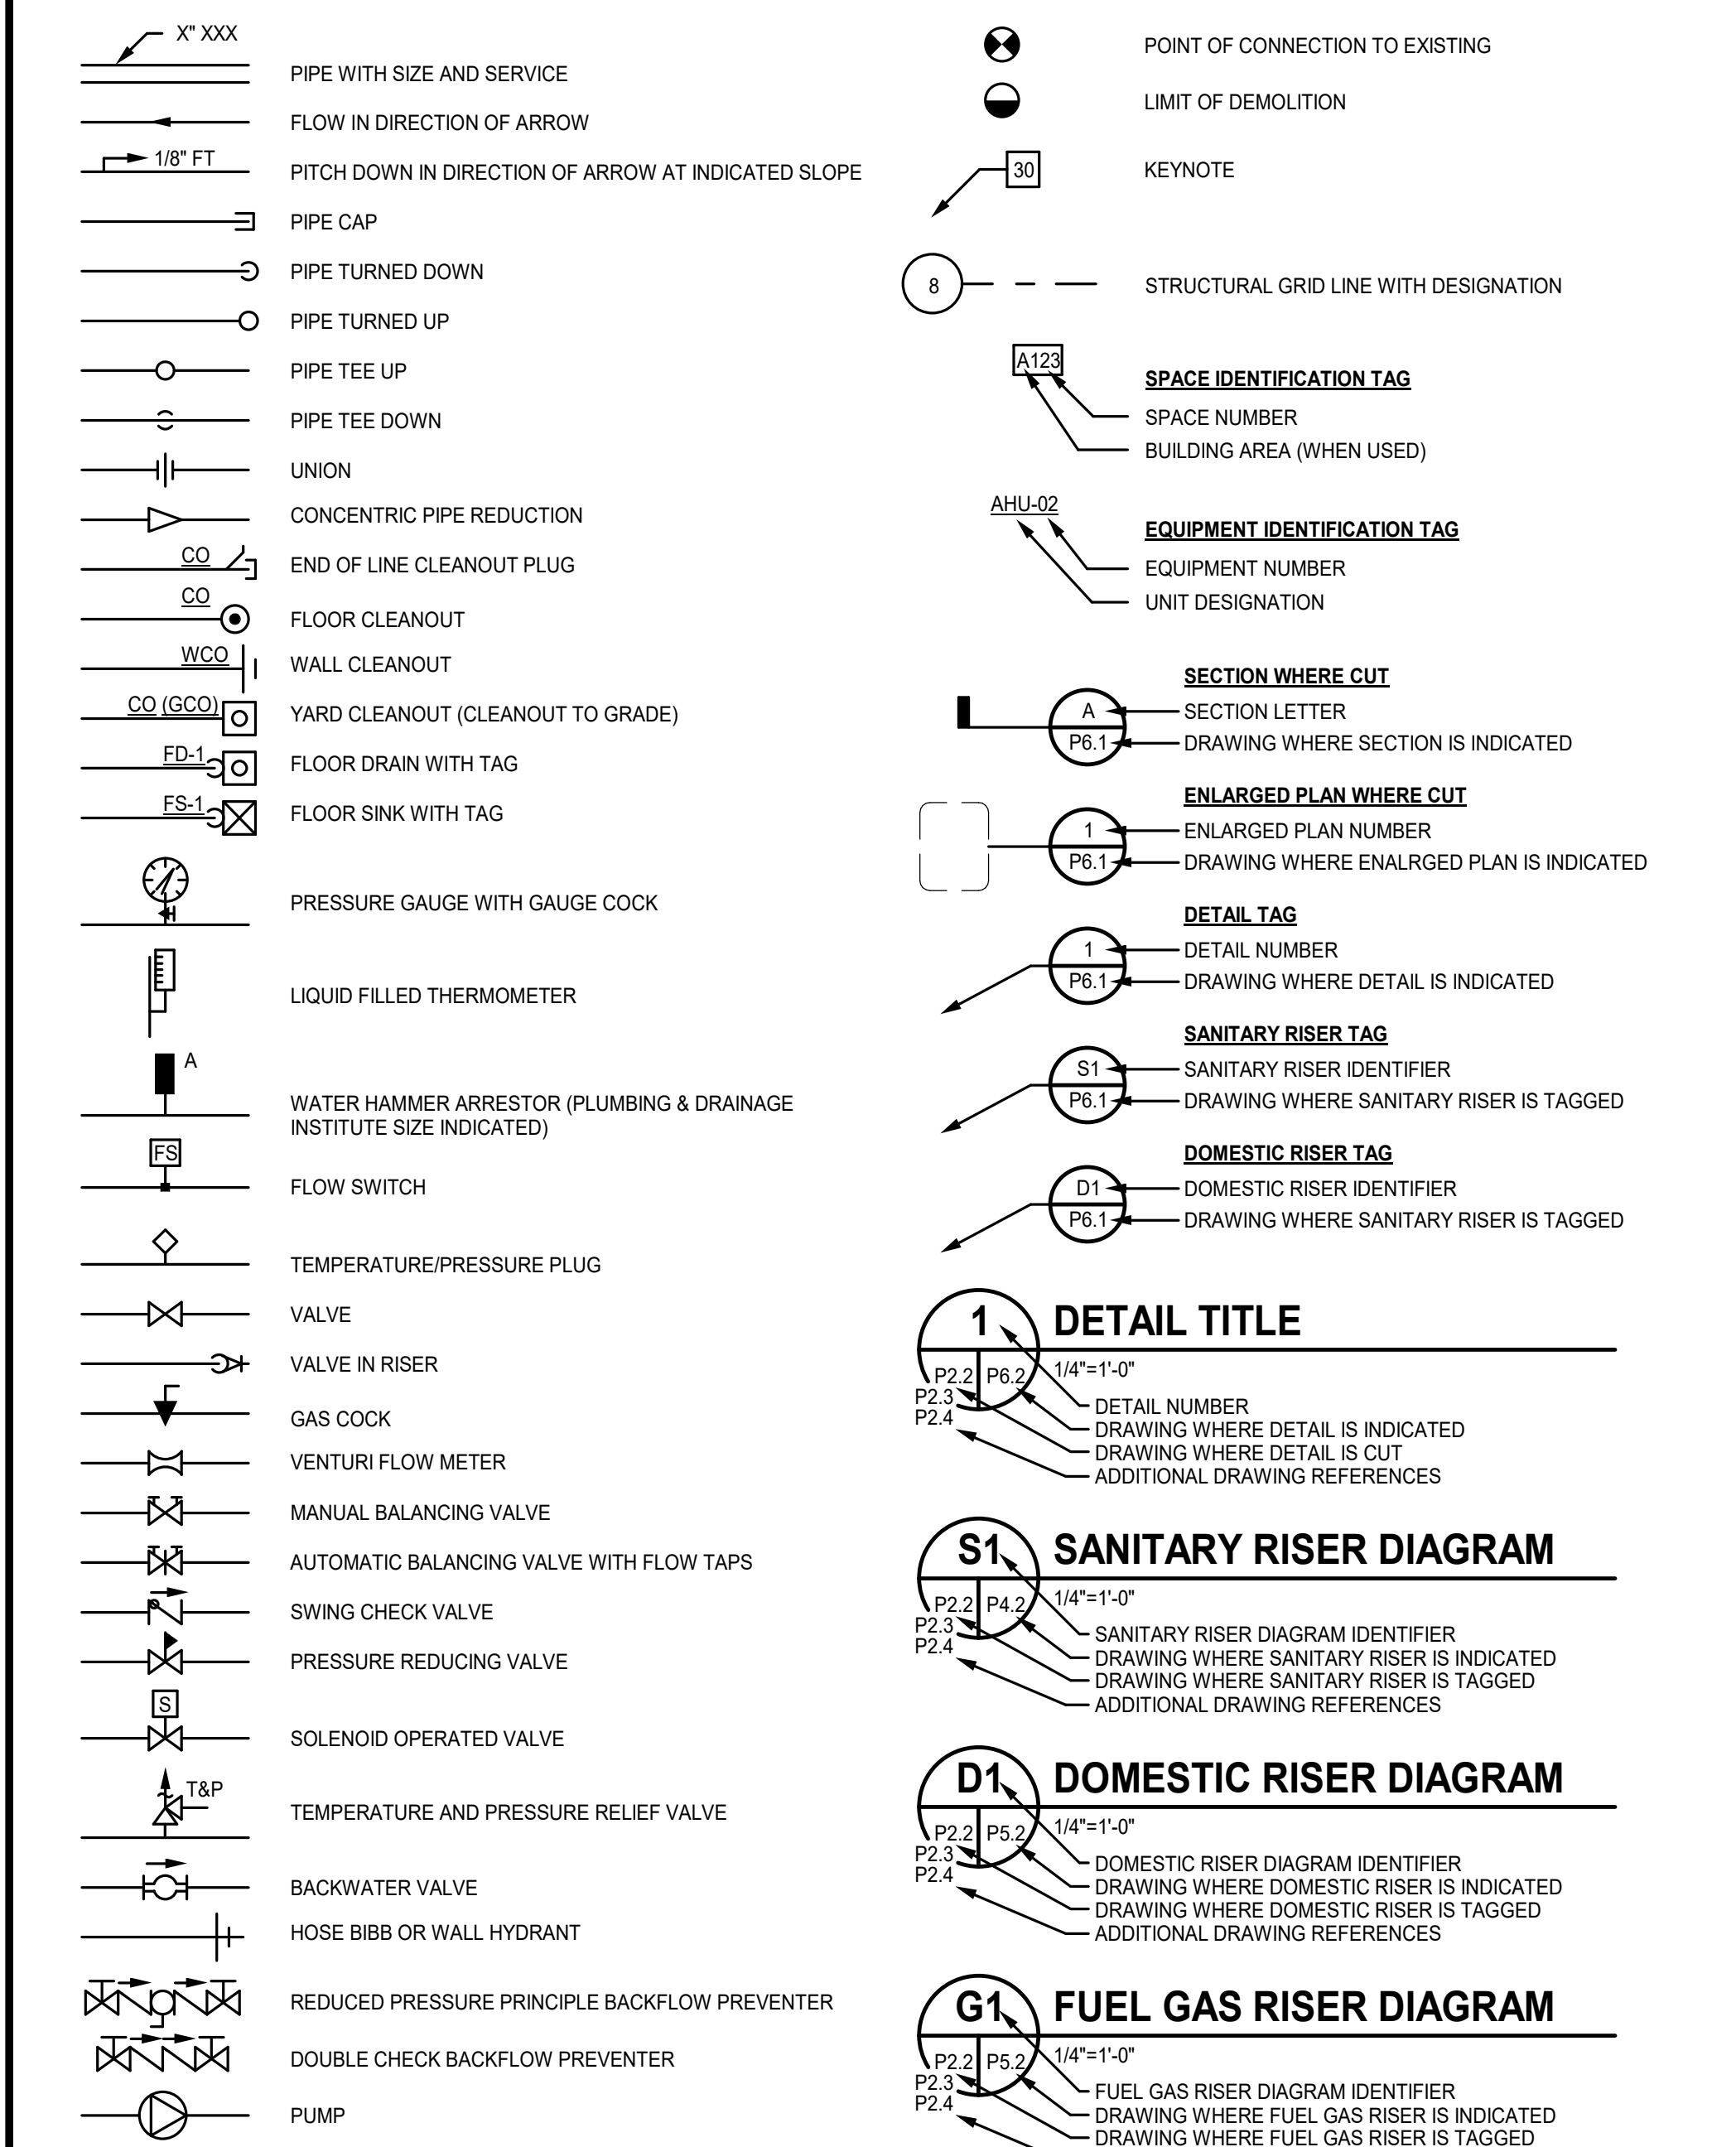 X" XXX
PIPE WITH SIZE AND SERVICE
FLOW IN DIRECTION OF ARROW
1/8" FT
PITCH DOWN IN DIRECTION OF ARROW AT INDICATED SLOPE
PIPE CAP
PIPE TURNED DOWN
PIPE TURNED UP
PIPE TEE UP
PIPE TEE DOWN
UNION
CONCENTRIC PIPE REDUCTION
CO
END OF LINE CLEANOUT PLUG
CO
FLOOR CLEANOUT
WCO
WALL CLEANOUT
CO (GCO)
YARD CLEANOUT (CLEANOUT TO GRADE)
FD-1
FLOOR DRAIN WITH TAG
FS-1
FLOOR SINK WITH TAG
PRESSURE GAUGE WITH GAUGE COCK
LIQUID FILLED THERMOMETER
A
WATER HAMMER ARRESTOR (PLUMBING & DRAINAGE
INSTITUTE SIZE INDICATED)
FS
FLOW SWITCH
TEMPERATURE/PRESSURE PLUG
VALVE
VALVE IN RISER
GAS COCK
VENTURI FLOW METER
MANUAL BALANCING VALVE
AUTOMATIC BALANCING VALVE WITH FLOW TAPS
SWING CHECK VALVE
PRESSURE REDUCING VALVE
S
SOLENOID OPERATED VALVE
T&P
TEMPERATURE AND PRESSURE RELIEF VALVE
BACKWATER VALVE
HOSE BIBB OR WALL HYDRANT
REDUCED PRESSURE PRINCIPLE BACKFLOW PREVENTER
DOUBLE CHECK BACKFLOW PREVENTER
PUMP
POINT OF CONNECTION TO EXISTING
LIMIT OF DEMOLITION
30
KEYNOTE
8
STRUCTURAL GRID LINE WITH DESIGNATION
A123
SPACE IDENTIFICATION TAG
SPACE NUMBER
BUILDING AREA (WHEN USED)
AHU-02
EQUIPMENT IDENTIFICATION TAG
EQUIPMENT NUMBER
UNIT DESIGNATION
SECTION WHERE CUT
A
SECTION LETTER
P6.1
DRAWING WHERE SECTION IS INDICATED
ENLARGED PLAN WHERE CUT
1
ENLARGED PLAN NUMBER
P6.1
DRAWING WHERE ENALRGED PLAN IS INDICATED
DETAIL TAG
1
DETAIL NUMBER
P6.1
DRAWING WHERE DETAIL IS INDICATED
SANITARY RISER TAG
S1
SANITARY RISER IDENTIFIER
P6.1
DRAWING WHERE SANITARY RISER IS TAGGED
DOMESTIC RISER TAG
D1
DOMESTIC RISER IDENTIFIER
P6.1
DRAWING WHERE SANITARY RISER IS TAGGED
1
DETAIL TITLE
1/4"=1'-0"
P2.2
P6.2
P2.3
P2.4
DETAIL NUMBER
DRAWING WHERE DETAIL IS INDICATED
DRAWING WHERE DETAIL IS CUT
ADDITIONAL DRAWING REFERENCES
S1
SANITARY RISER DIAGRAM
1/4"=1'-0"
P2.2
P4.2
P2.3
P2.4
SANITARY RISER DIAGRAM IDENTIFIER
DRAWING WHERE SANITARY RISER IS INDICATED
DRAWING WHERE SANITARY RISER IS TAGGED
ADDITIONAL DRAWING REFERENCES
D1
DOMESTIC RISER DIAGRAM
1/4"=1'-0"
P2.2
P5.2
P2.3
P2.4
DOMESTIC RISER DIAGRAM IDENTIFIER
DRAWING WHERE DOMESTIC RISER IS INDICATED
DRAWING WHERE DOMESTIC RISER IS TAGGED
ADDITIONAL DRAWING REFERENCES
G1
FUEL GAS RISER DIAGRAM
1/4"=1'-0"
P2.2
P5.2
P2.3
P2.4
FUEL GAS RISER DIAGRAM IDENTIFIER
DRAWING WHERE FUEL GAS RISER IS INDICATED
DRAWING WHERE FUEL GAS RISER IS TAGGED